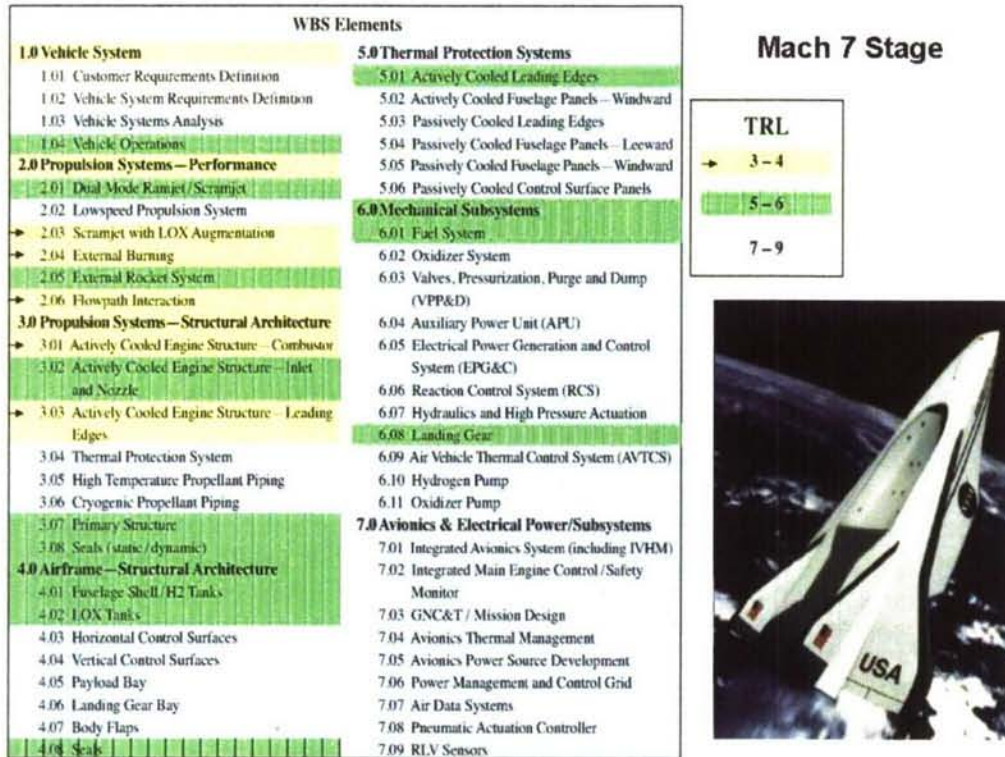 WBS Elements
1.0 Vehicle System
1.01 Customer Requirements Definition
1.02 Vehicle System Requirements Definition
1.03 Vehicle Systems Analysis
1.04 Vehicle Operations
2.0 Propulsion Systems—Performance
2.01 Dual Mode Ramjet/Scramjet
2.02 Lowspeed Propulsion System
2.03 Scramjet with LOX Augmentation
2.04 External Burning
2.05 External Rocket System
2.06 Flowpath Interaction
3.0 Propulsion Systems—Structural Architecture
3.01 Actively Cooled Engine Structure—Combustor
3.02 Actively Cooled Engine Structure—Inlet
and Nozzle
3.03 Actively Cooled Engine Structure—Leading
Edges
3.04 Thermal Protection System
3.05 High Temperature Propellant Piping
3.06 Cryogenic Propellant Piping
3.07 Primary Structure
3.08 Seals (static/dynamic)
4.0 Airframe—Structural Architecture
4.01 Fuselage Shell/H2 Tanks
4.02 LOX Tanks
4.03 Horizontal Control Surfaces
4.04 Vertical Control Surfaces
4.05 Payload Bay
4.06 Landing Gear Bay
4.07 Body Flaps
4.08 Seals
5.0 Thermal Protection Systems
5.01 Actively Cooled Leading Edges
5.02 Actively Cooled Fuselage Panels—Windward
5.03 Passively Cooled Leading Edges
5.04 Passively Cooled Fuselage Panels—Leeward
5.05 Passively Cooled Fuselage Panels—Windward
5.06 Passively Cooled Control Surface Panels
6.0 Mechanical Subsystems
6.01 Fuel System
6.02 Oxidizer System
6.03 Valves, Pressurization, Purge and Dump
(VPP&D)
6.04 Auxiliary Power Unit (APU)
6.05 Electrical Power Generation and Control
System (EPG&C)
6.06 Reaction Control System (RCS)
6.07 Hydraulics and High Pressure Actuation
6.08 Landing Gear
6.09 Air Vehicle Thermal Control System (AVTCS)
6.10 Hydrogen Pump
6.11 Oxidizer Pump
7.0 Avionics & Electrical Power/Subsystems
7.01 Integrated Avionics System (including IVHM)
7.02 Integrated Main Engine Control/Safety
Monitor
7.03 GNC&T / Mission Design
7.04 Avionics Thermal Management
7.05 Avionics Power Source Development
7.06 Power Management and Control Grid
7.07 Air Data Systems
7.08 Pneumatic Actuation Controller
7.09 RLV Sensors
Mach 7 Stage
TRL
3–4
5–6
7–9
USA